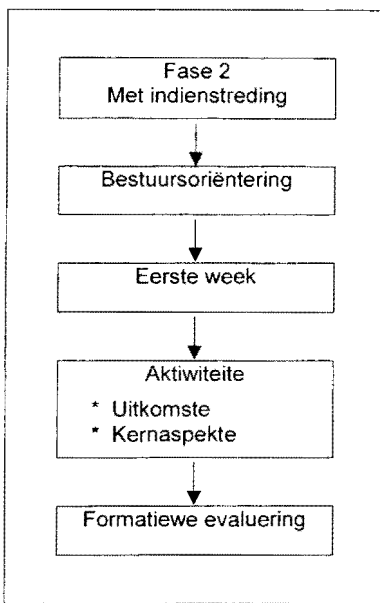 Fase 2
Met indienstreding
Bestuursoriëntering
Eerste week
Aktiwiteite
* Uitkomste
* Kernaspekte
Formatiewe evaluering